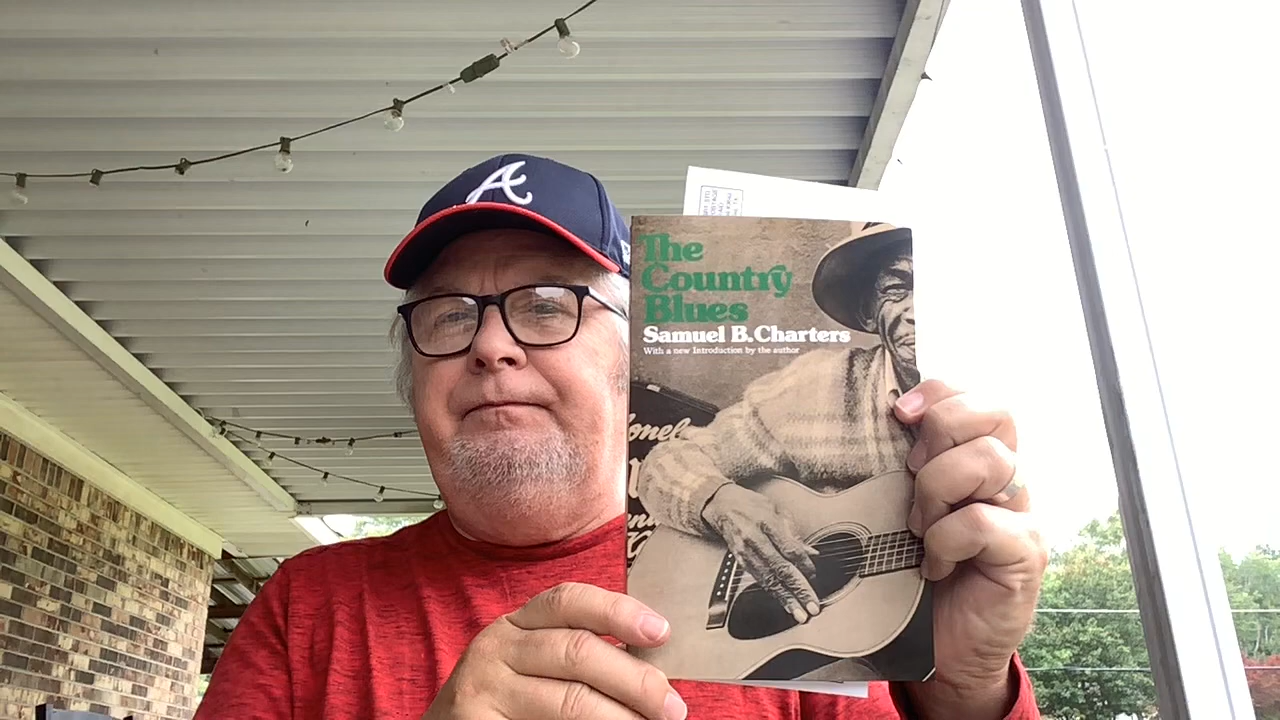 A
The
Country
Blues
Samuel B. Charters
With a new Introduction by the author